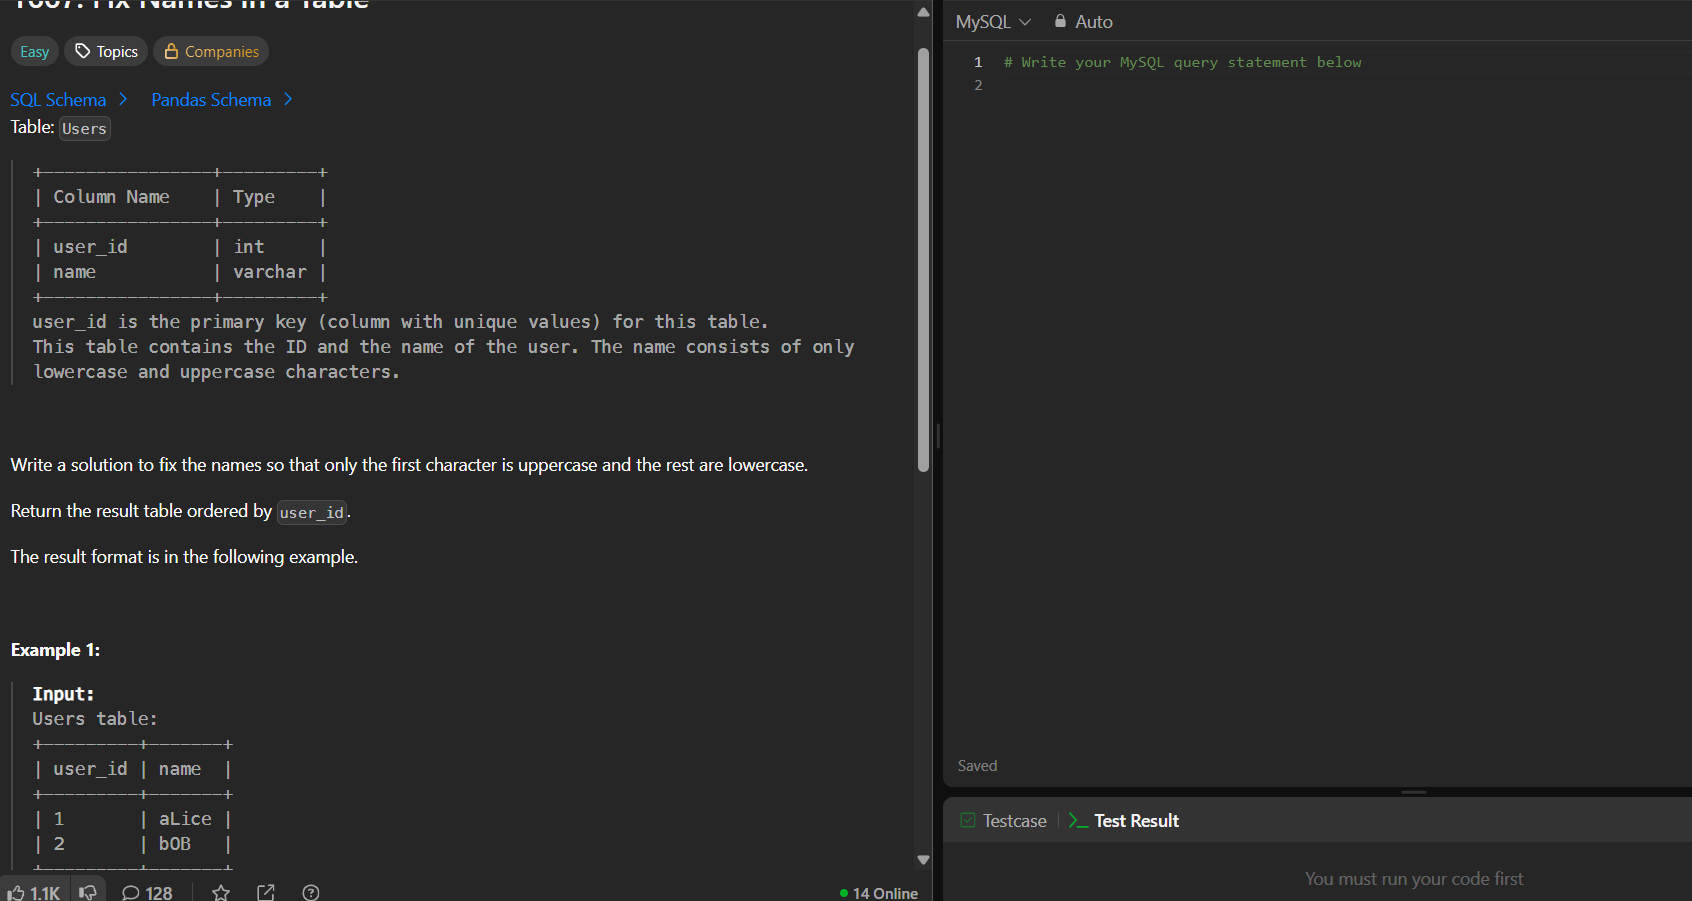 1667. Fix Names in a Table
Easy Topics Companies
SQL Schema > Pandas Schema >
Table: Users
+----------------+---------+
| Column Name    | Type    |
+----------------+---------+
| user_id        | int     |
| name           | varchar |
+----------------+---------+
user_id is the primary key (column with unique values) for this table.
This table contains the ID and the name of the user. The name consists of only
lowercase and uppercase characters.
Write a solution to fix the names so that only the first character is uppercase and the rest are lowercase.
Return the result table ordered by user_id.
The result format is in the following example.
Example 1:
Input:
Users table:
+---------+-------+
| user_id | name  |
+---------+-------+
| 1       | aLice |
| 2       | bOB   |
+---------+-------+
1.1K 128 14 Online
MySQL Auto
1 # Write your MySQL query statement below
2
Saved
Testcase >_ Test Result
You must run your code first